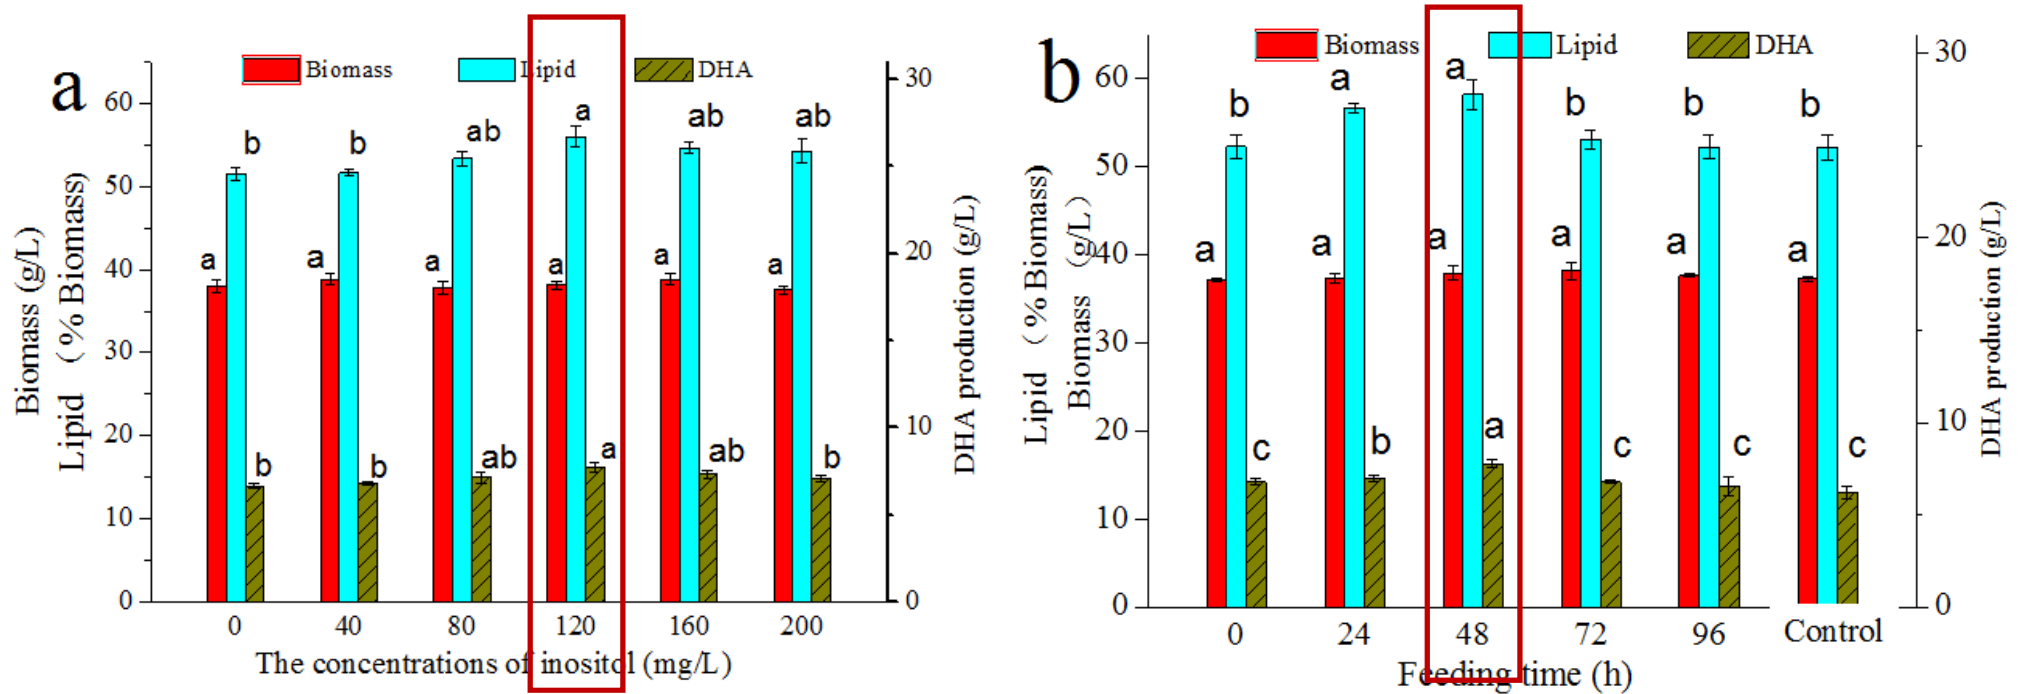 a
Biomass Lipid DHA
Biomass (g/L)
Lipid (% Biomass)
60
50
40
30
20
10
0
b b ab a ab ab
a a a a a a
b b ab a ab b
30
20
10
0
DHA production (g/L)
0 40 80 120 160 200
The concentrations of inositol (mg/L)
b
Biomass Lipid DHA
Lipid (% Biomass)
Biomass (g/L)
60
50
40
30
20
10
0
b a a b b b
a a a a a a
c b a c c c
30
20
10
0
DHA production (g/L)
0 24 48 72 96 Control
Feeding time (h)